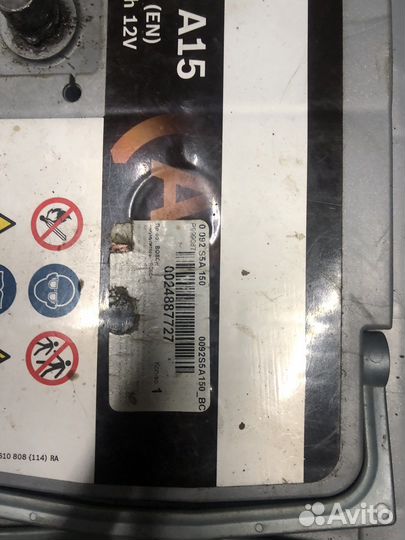 A15
(EN)
h 12V
(A
0 092 S5A 150
0092S5A150_BC
0024887727
1
610 808 (114) RA
Avito